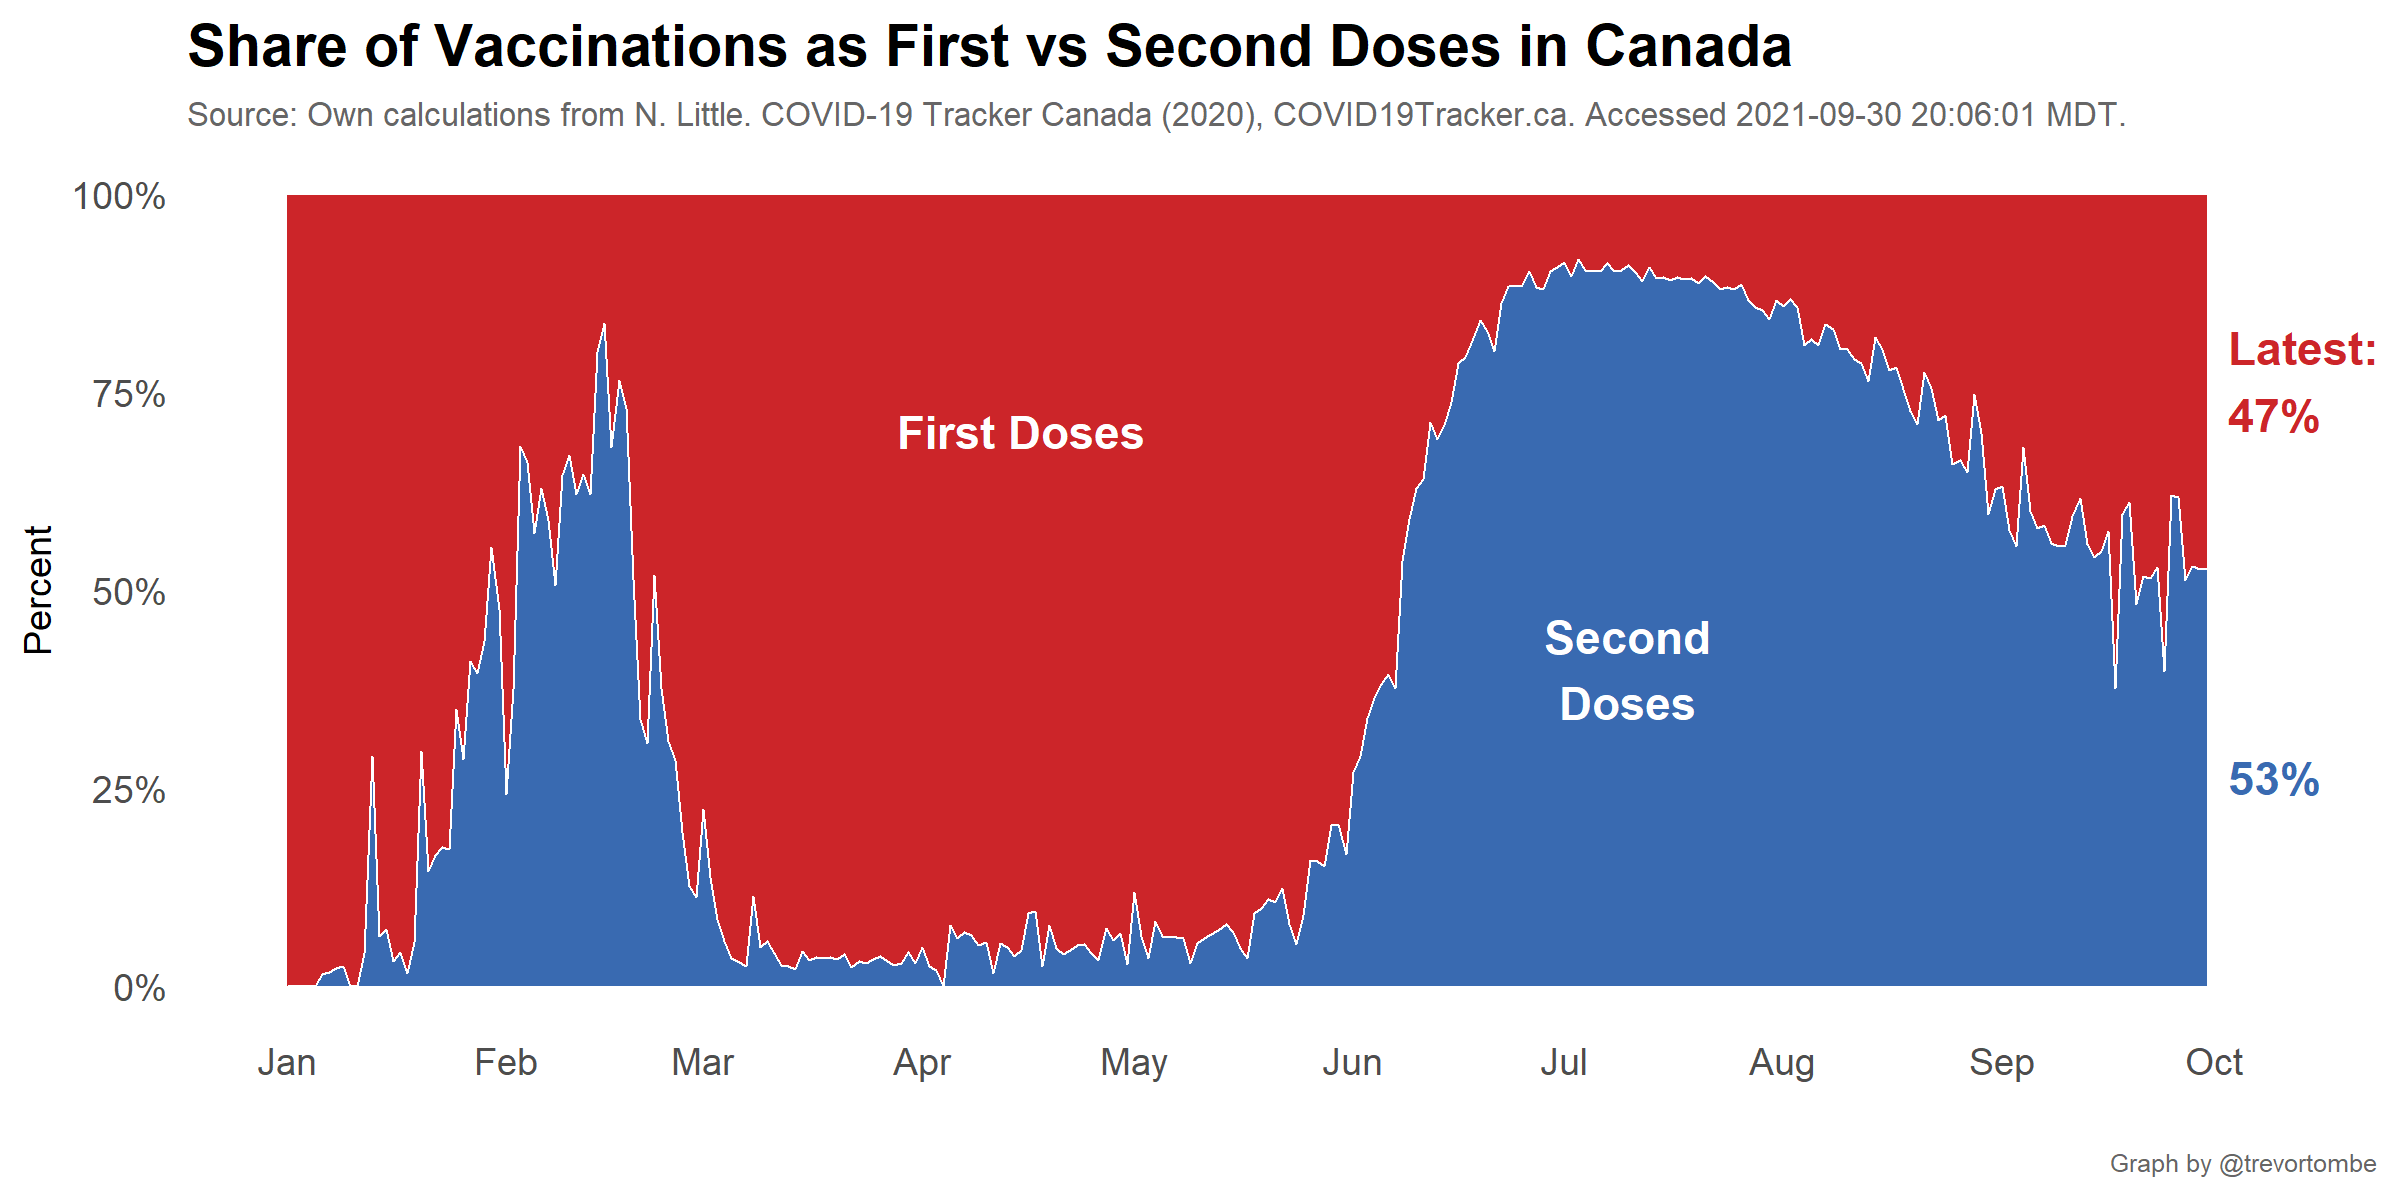 Share of Vaccinations as First vs Second Doses in Canada
Source: Own calculations from N. Little. COVID-19 Tracker Canada (2020), COVID19Tracker.ca. Accessed 2021-09-30 20:06:01 MDT.
100%
75%
50%
25%
0%
Percent
First Doses
Second
Doses
Latest:
47%
53%
Jan
Feb
Mar
Apr
May
Jun
Jul
Aug
Sep
Oct
Graph by @trevortombe